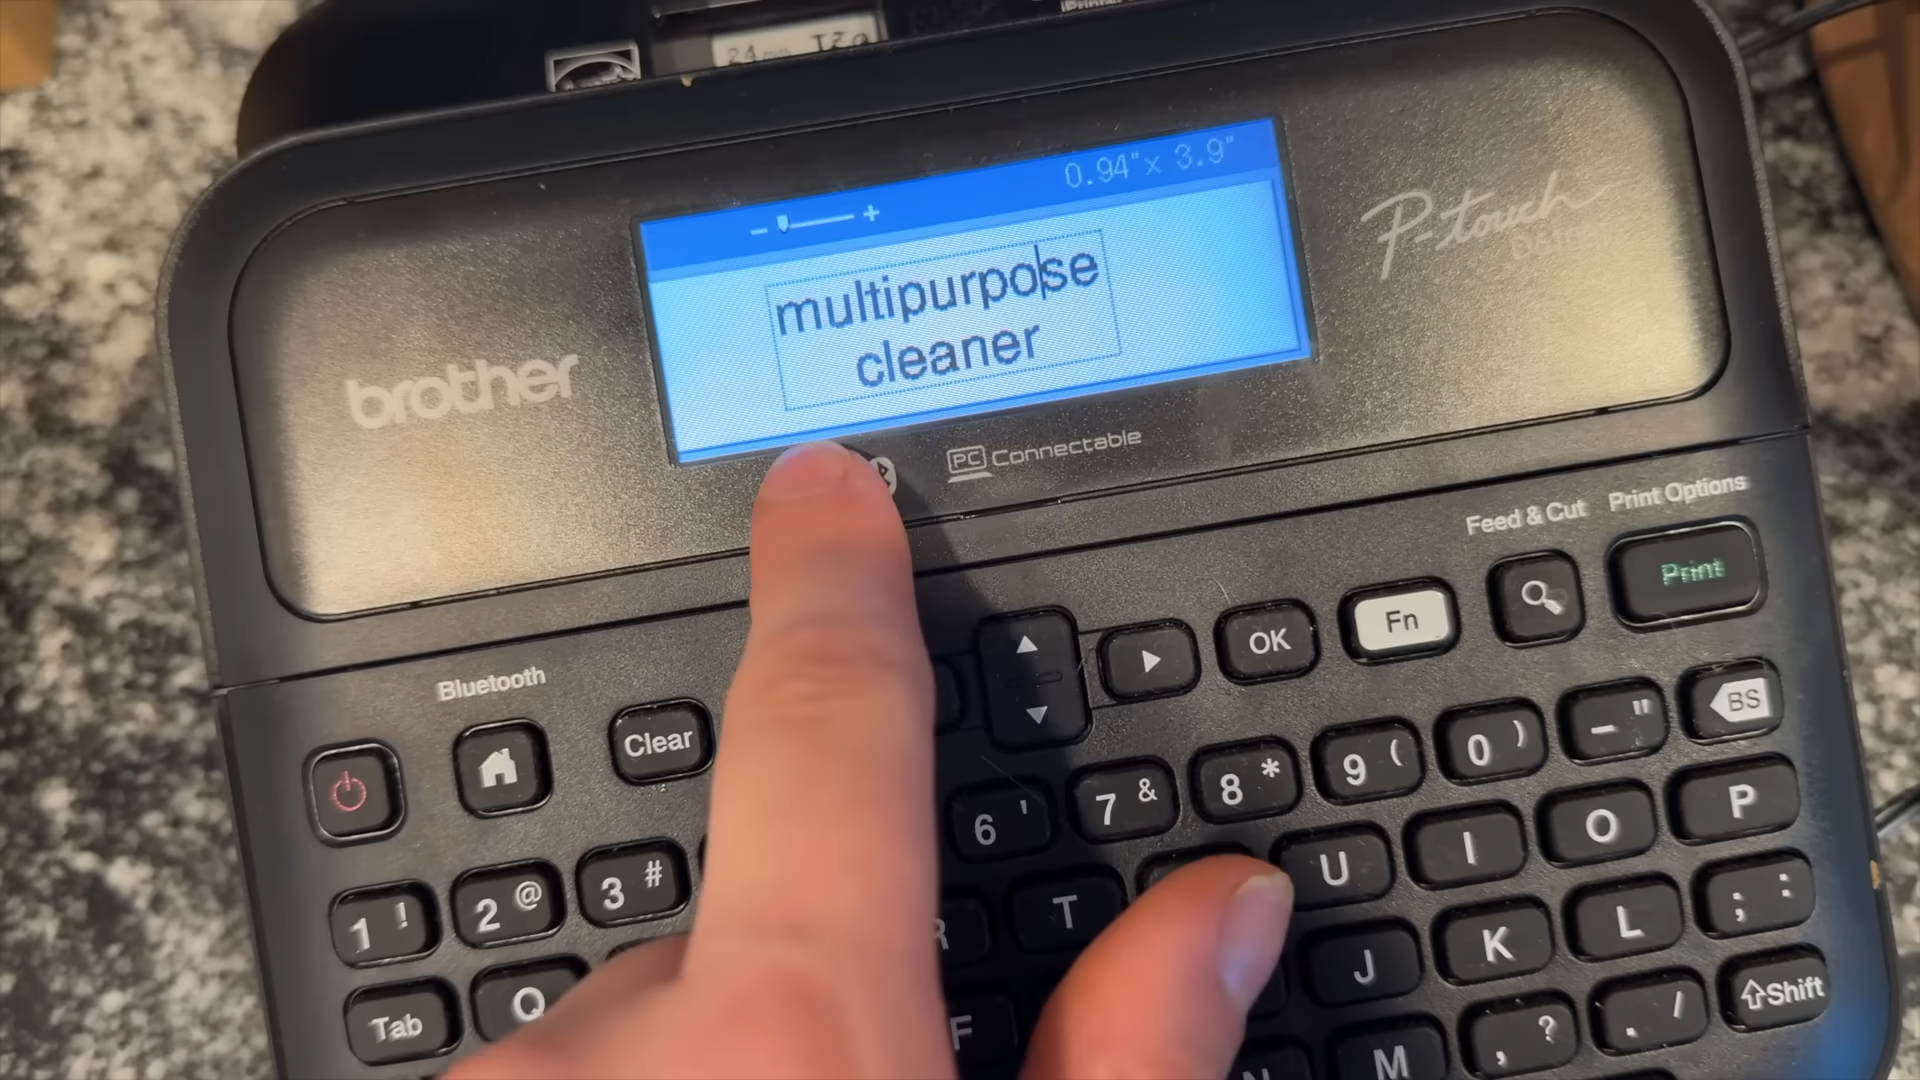 24mm
0.94"x 3.9"
- +
multipurpose
cleaner
brother
P-touch
PC Connectable
Feed & Cut
Print Options
Print
Fn
OK
Bluetooth
Clear
BS
1 !
2 @
3 #
6 '
7 &
8 *
9 (
0 )
- "
Tab
Q
R
T
U
I
O
P
F
J
K
L
; :
N
M
, ?
. /
Shift